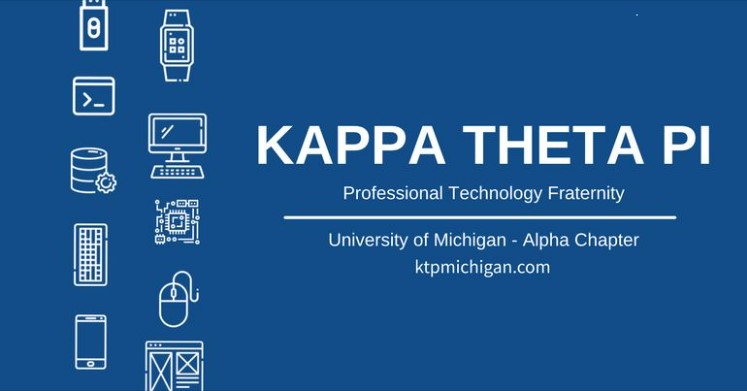 KAPPA THETA PI
Professional Technology Fraternity
University of Michigan - Alpha Chapter
ktpmichigan.com